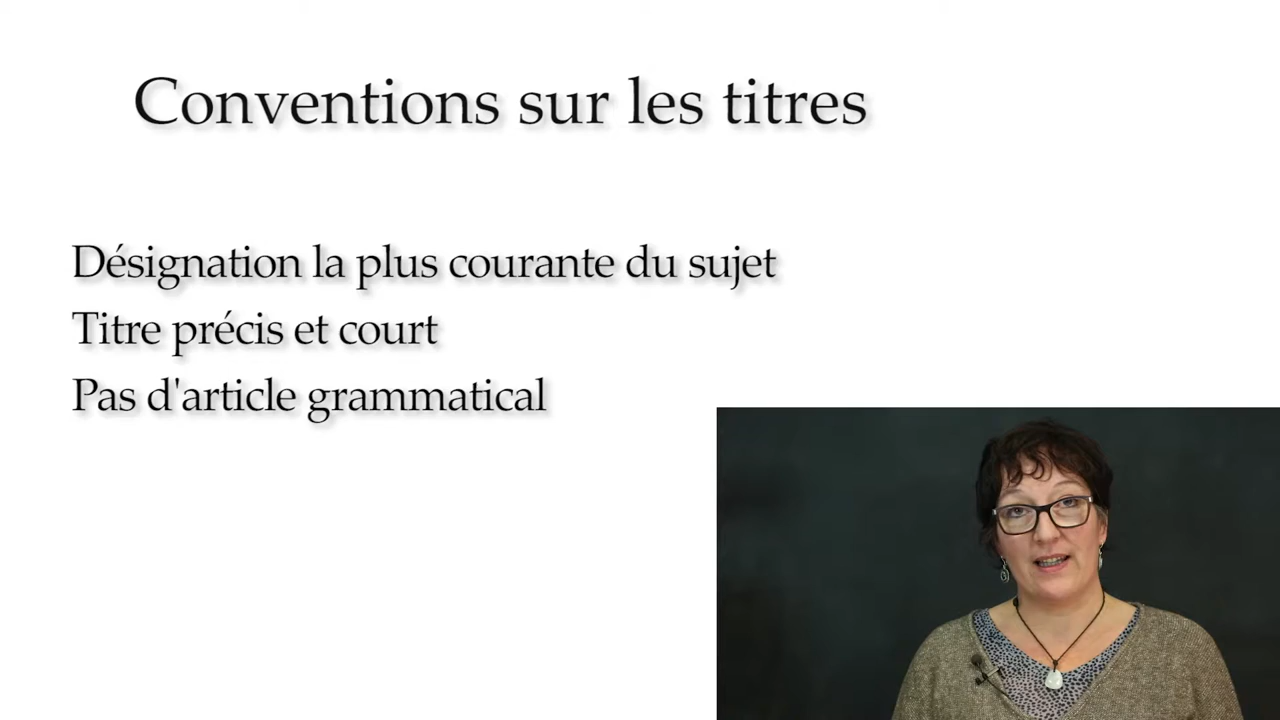 Conventions sur les titres
Désignation la plus courante du sujet
Titre précis et court
Pas d'article grammatical